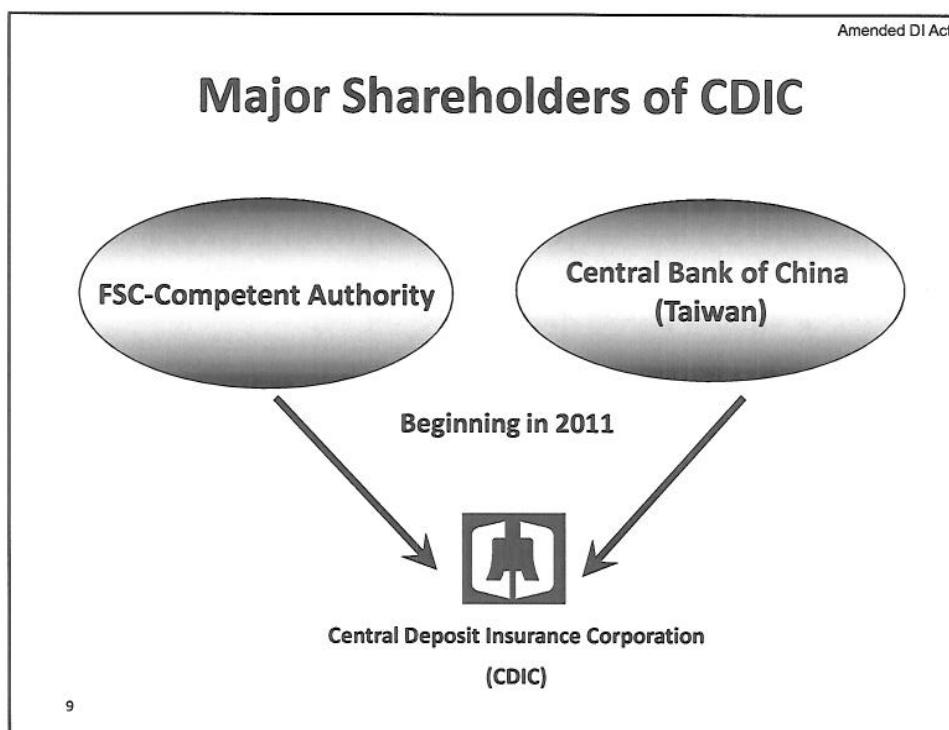 Amended DI Act
Major Shareholders of CDIC
FSC-Competent Authority
Central Bank of China
(Taiwan)
Beginning in 2011
Central Deposit Insurance Corporation
(CDIC)
9